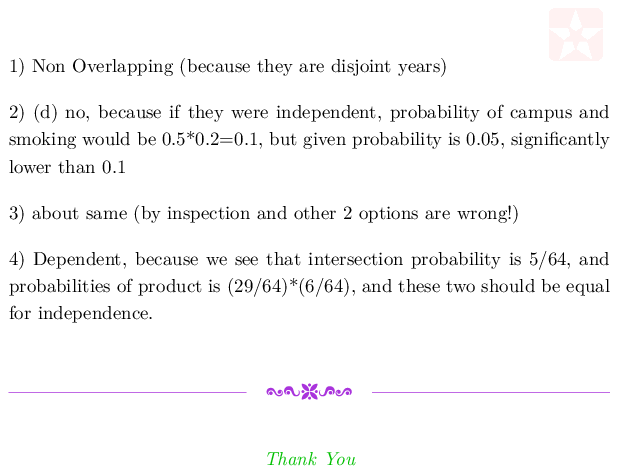 1) Non Overlapping (because they are disjoint years)
2) (d) no, because if they were independent, probability of campus and
smoking would be 0.5*0.2=0.1, but given probability is 0.05, significantly
lower than 0.1
3) about same (by inspection and other 2 options are wrong!)
4) Dependent, because we see that intersection probability is 5/64, and
probabilities of product is (29/64)*(6/64), and these two should be equal
for independence.
Thank You